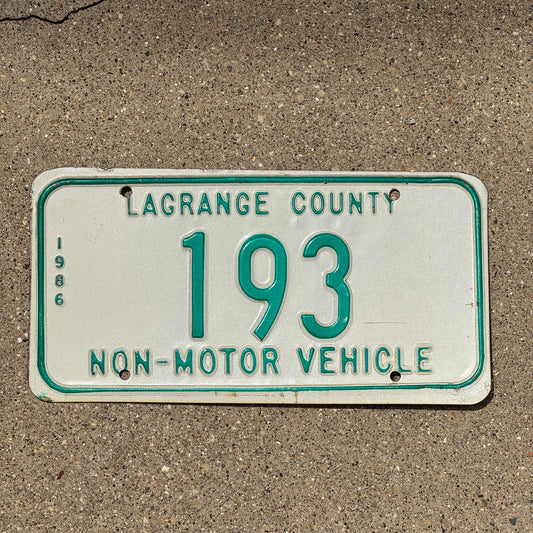 LAGRANGE COUNTY
1986
193
NON-MOTOR VEHICLE